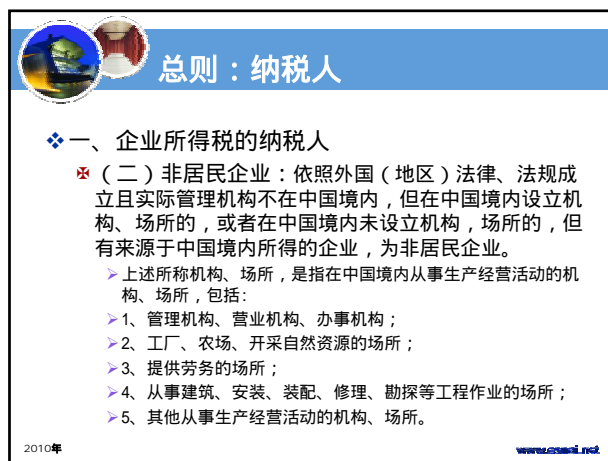 总则：纳税人
一、企业所得税的纳税人
（二）非居民企业：依照外国（地区）法律、法规成
立且实际管理机构不在中国境内，但在中国境内设立机
构、场所的，或者在中国境内未设立机构，场所的，但
有来源于中国境内所得的企业，为非居民企业。
上述所称机构、场所，是指在中国境内从事生产经营活动的机
构、场所，包括：
1、管理机构、营业机构、办事机构；
2、工厂、农场、开采自然资源的场所；
3、提供劳务的场所；
4、从事建筑、安装、装配、修理、勘探等工程作业的场所；
5、其他从事生产经营活动的机构、场所。
2010年